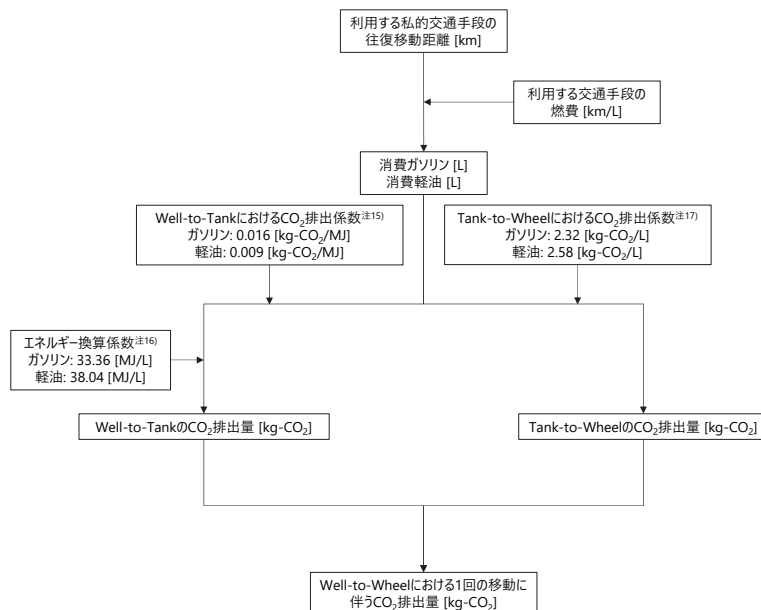 利用する私的交通手段の
往復移動距離 [km]
利用する交通手段の
燃費 [km/L]
消費ガソリン [L]
消費軽油 [L]
Well-to-TankにおけるCO₂排出係数注15)
ガソリン: 0.016 [kg-CO₂/MJ]
軽油: 0.009 [kg-CO₂/MJ]
Tank-to-WheelにおけるCO₂排出係数注17)
ガソリン: 2.32 [kg-CO₂/L]
軽油: 2.58 [kg-CO₂/L]
エネルギー換算係数注16)
ガソリン: 33.36 [MJ/L]
軽油: 38.04 [MJ/L]
Well-to-TankのCO₂排出量 [kg-CO₂]
Tank-to-WheelのCO₂排出量 [kg-CO₂]
Well-to-Wheelにおける1回の移動に
伴うCO₂排出量 [kg-CO₂]